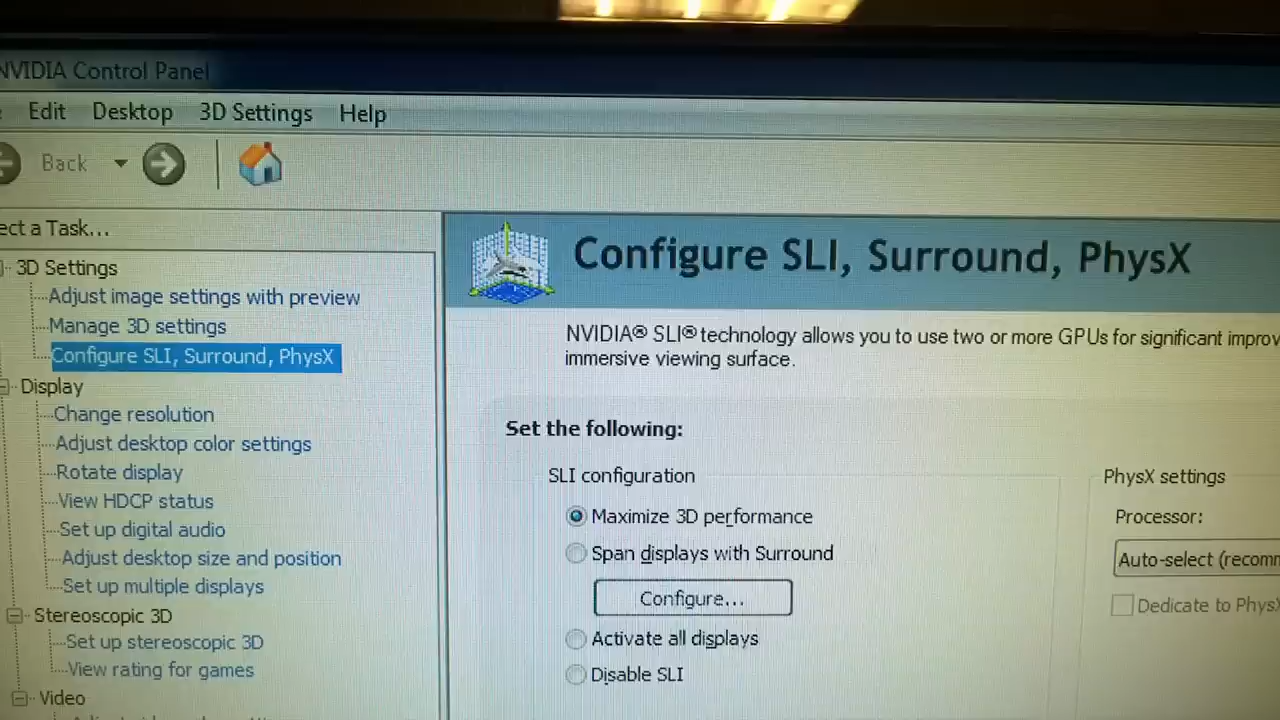 NVIDIA Control Panel
Edit Desktop 3D Settings Help
Back
ect a Task...
3D Settings
Adjust image settings with preview
Manage 3D settings
Configure SLI, Surround, PhysX
Display
Change resolution
Adjust desktop color settings
Rotate display
View HDCP status
Set up digital audio
Adjust desktop size and position
Set up multiple displays
Stereoscopic 3D
Set up stereoscopic 3D
View rating for games
Video
Configure SLI, Surround, PhysX
NVIDIA® SLI® technology allows you to use two or more GPUs for significant improv
immersive viewing surface.
Set the following:
SLI configuration
Maximize 3D performance
Span displays with Surround
Configure...
Activate all displays
Disable SLI
PhysX settings
Processor:
Auto-select (recomm
Dedicate to PhysX